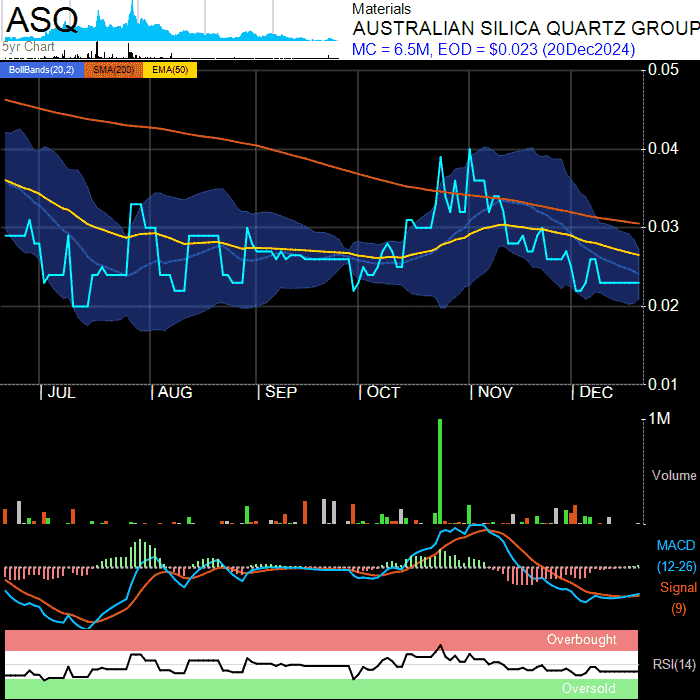 ASQ
5yr Chart
Materials
AUSTRALIAN SILICA QUARTZ GROUP
MC = 6.5M, EOD = $0.023 (20Dec2024)
BollBands(20,2) SMA(200) EMA(50)
0.05
0.04
0.03
0.02
0.01
JUL AUG SEP OCT NOV DEC
1M
Volume
MACD
(12-26)
Signal
(9)
Overbought
RSI(14)
Oversold